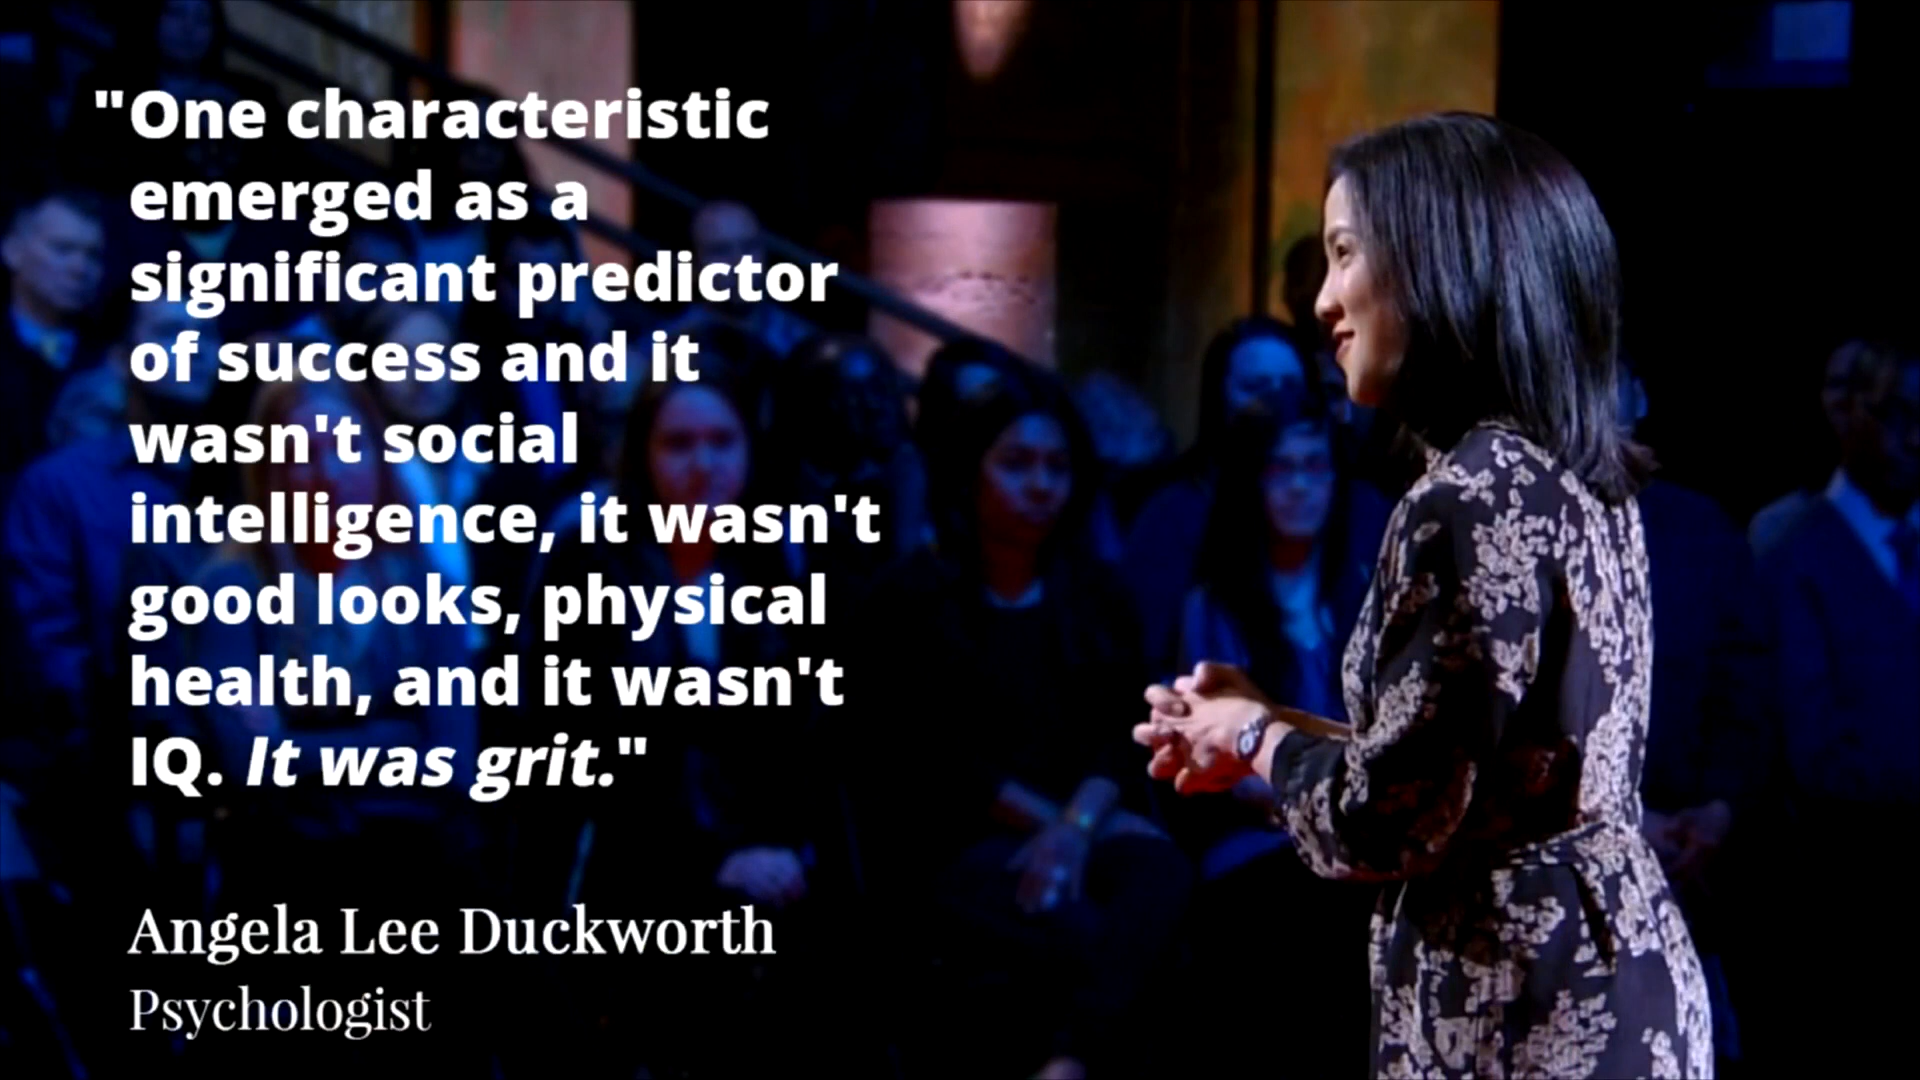 "One characteristic
emerged as a
significant predictor
of success and it
wasn't social
intelligence, it wasn't
good looks, physical
health, and it wasn't
IQ. It was grit."
Angela Lee Duckworth
Psychologist